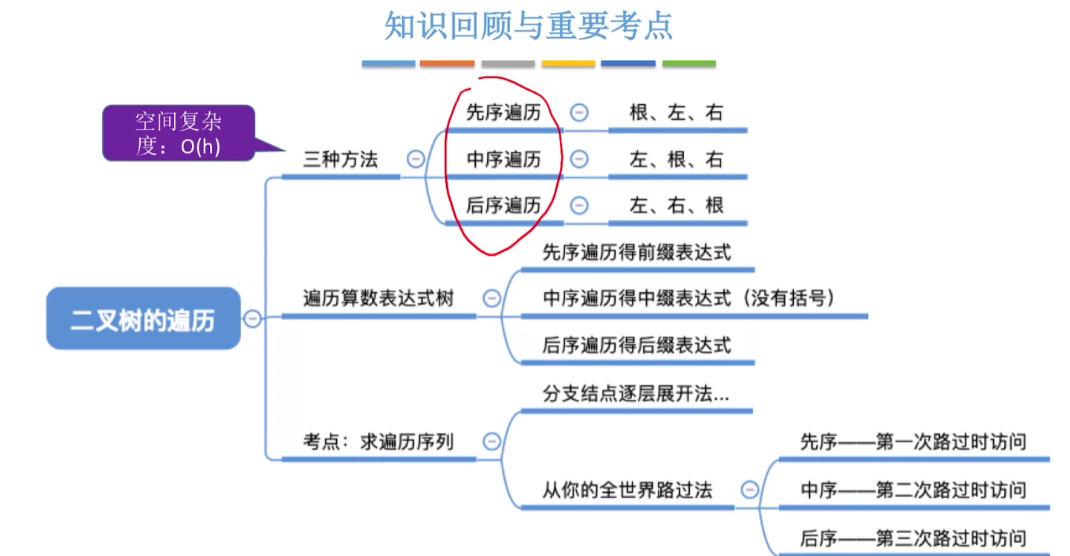 知识回顾与重要考点
空间复杂
度：O(h)
三种方法
先序遍历
根、左、右
中序遍历
左、根、右
后序遍历
左、右、根
二叉树的遍历
遍历算数表达式树
先序遍历得前缀表达式
中序遍历得中缀表达式（没有括号）
后序遍历得后缀表达式
考点：求遍历序列
分支结点逐层展开法...
从你的全世界路过法
先序——第一次路过时访问
中序——第二次路过时访问
后序——第三次路过时访问